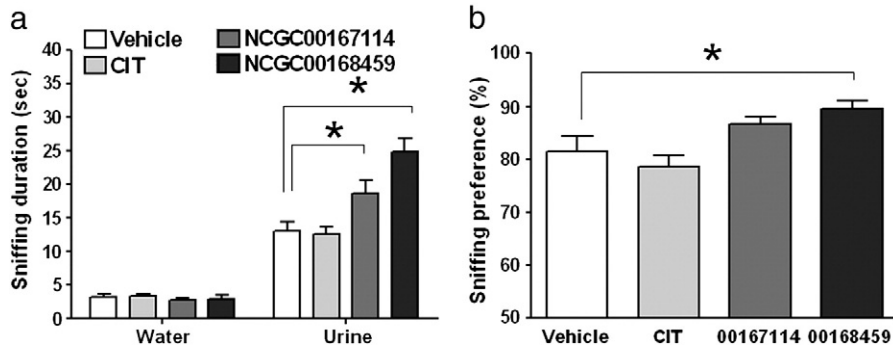 a
Vehicle
NCGC00167114
CIT
NCGC00168459
Sniffing duration (sec)
40
35
30
25
20
15
10
5
0
*
*
Water
Urine
b
Sniffing preference (%)
100
90
80
70
60
50
*
Vehicle
CIT
00167114
00168459